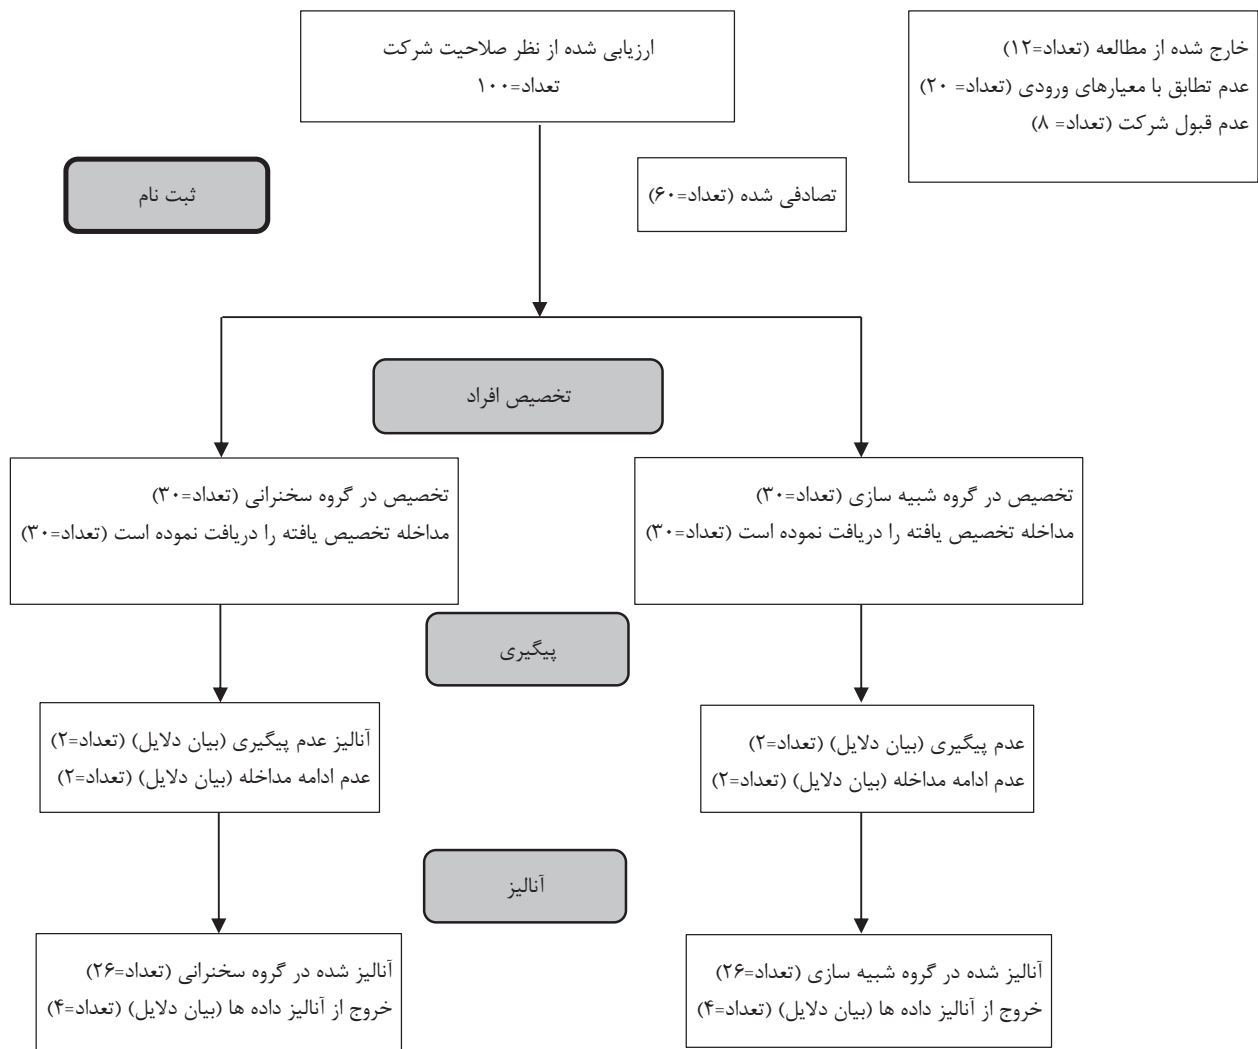 ارزیابی شده از نظر صلاحیت شرکت
تعداد=۱۰۰
خارج شده از مطالعه (تعداد=۱۲)
عدم تطابق با معیارهای ورودی (تعداد= ۲۰)
عدم قبول شرکت (تعداد= ۸)
تصادفی شده (تعداد=۶۰)
ثبت نام
تخصیص افراد
تخصیص در گروه شبیه سازی (تعداد=۳۰)
مداخله تخصیص یافته را دریافت نموده است (تعداد=۳۰)
تخصیص در گروه سخنرانی (تعداد=۳۰)
مداخله تخصیص یافته را دریافت نموده است (تعداد=۳۰)
پیگیری
عدم پیگیری (بیان دلایل) (تعداد=۲)
عدم ادامه مداخله (بیان دلایل) (تعداد=۲)
آنالیز عدم پیگیری (بیان دلایل) (تعداد=۲)
عدم ادامه مداخله (بیان دلایل) (تعداد=۲)
آنالیز
آنالیز شده در گروه شبیه سازی (تعداد=۲۶)
خروج از آنالیز داده ها (بیان دلایل) (تعداد=۴)
آنالیز شده در گروه سخنرانی (تعداد=۲۶)
خروج از آنالیز داده ها (بیان دلایل) (تعداد=۴)